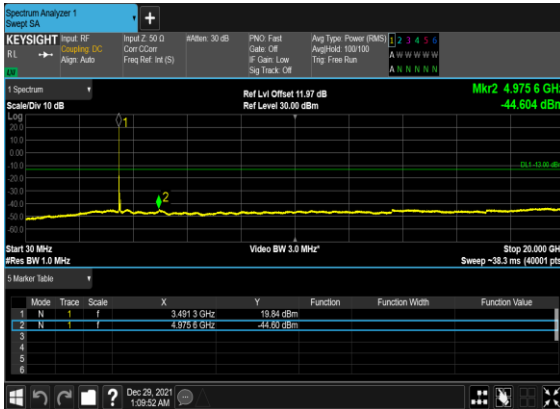 Spectrum Analyzer 1
Swept SA
+
KEYSIGHT Input: RF Input Z: 50 Ω #Atten: 30 dB PNO: Fast Avg Type: Power (RMS) 1 2 3 4 5 6
RL Coupling: DC Corr CCorr Gate: Off Avg|Hold: 100/100 A W W W W W
Align: Auto Freq Ref: Int (S) IF Gain: Low Trig: Free Run
Sig Track: Off A N N N N N
1 Spectrum Ref Lvl Offset 11.97 dB Mkr2 4.975 6 GHz
Scale/Div 10 dB Ref Level 30.00 dBm -44.604 dBm
Log
20.0
10.0
0.00
-10.0
-20.0
-30.0
-40.0
-50.0
-60.0
1
2
DL1 -13.00 dBm
Start 30 MHz Video BW 3.0 MHz* Stop 20.000 GHz
#Res BW 1.0 MHz Sweep ~38.3 ms (40001 pts)
5 Marker Table
Mode Trace Scale X Y Function Function Width Function Value
1 N 1 f 3.491 3 GHz 19.84 dBm
2 N 1 f 4.975 6 GHz -44.60 dBm
3
4
5
6
? Dec 29, 2021
1:09:52 AM